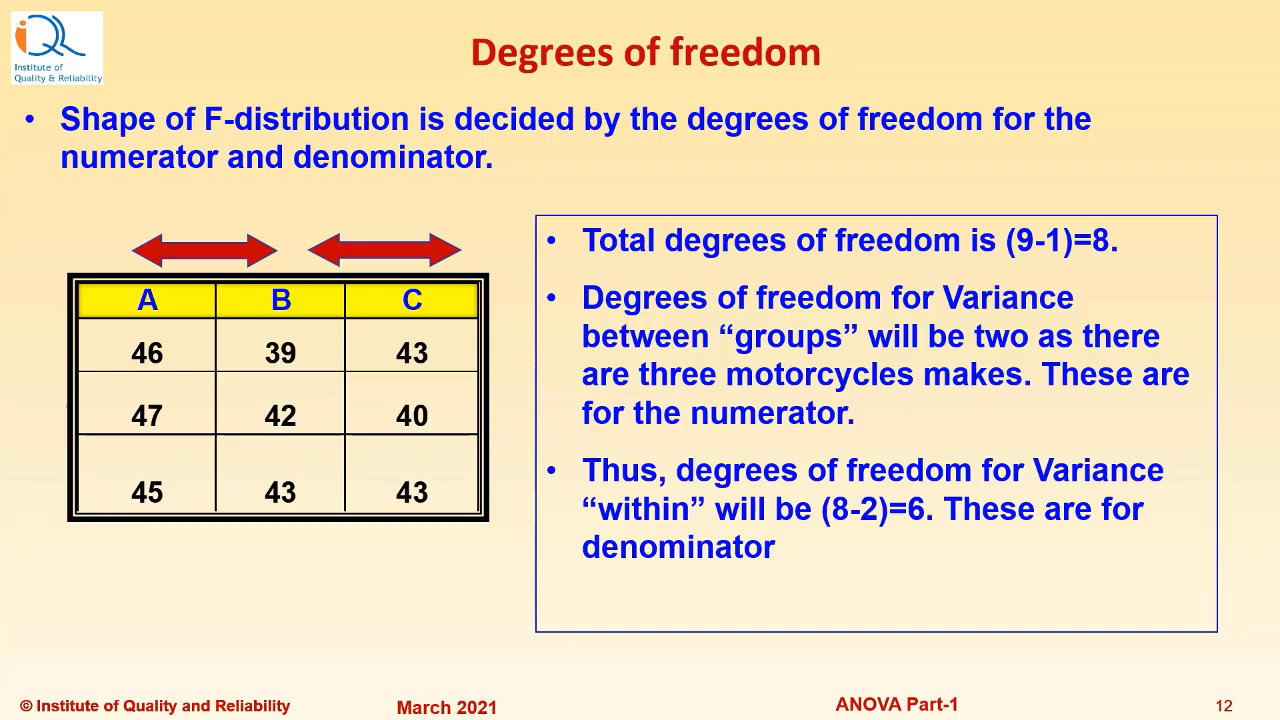 iQR
Institute of
Quality & Reliability
Degrees of freedom
• Shape of F-distribution is decided by the degrees of freedom for the
numerator and denominator.
A B C
46 39 43
47 42 40
45 43 43
• Total degrees of freedom is (9-1)=8.
• Degrees of freedom for Variance
between “groups” will be two as there
are three motorcycles makes. These are
for the numerator.
• Thus, degrees of freedom for Variance
“within” will be (8-2)=6. These are for
denominator
© Institute of Quality and Reliability March 2021 ANOVA Part-1 12